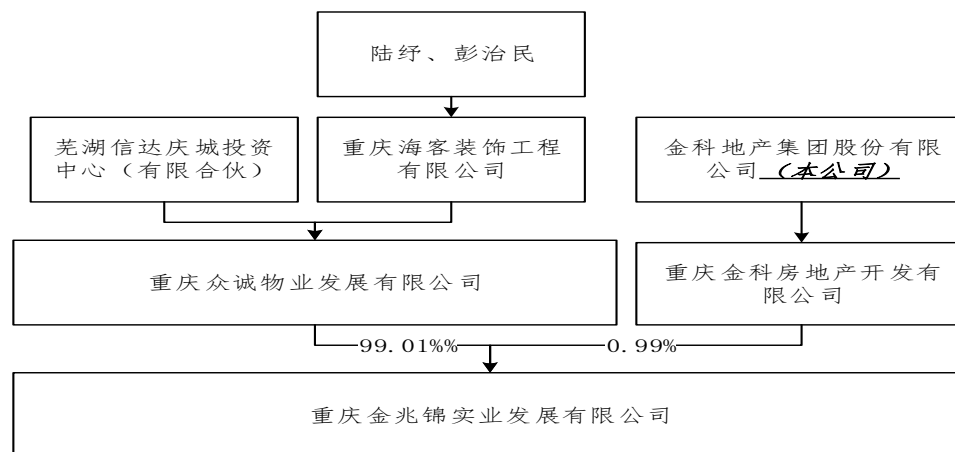 陆纾、彭治民
芜湖信达庆城投资
中心（有限合伙）
重庆海客装饰工程
有限公司
金科地产集团股份有限
公司（本公司）
重庆众诚物业发展有限公司
重庆金科房地产开发有
限公司
99.01%%
0.99%
重庆金兆锦实业发展有限公司